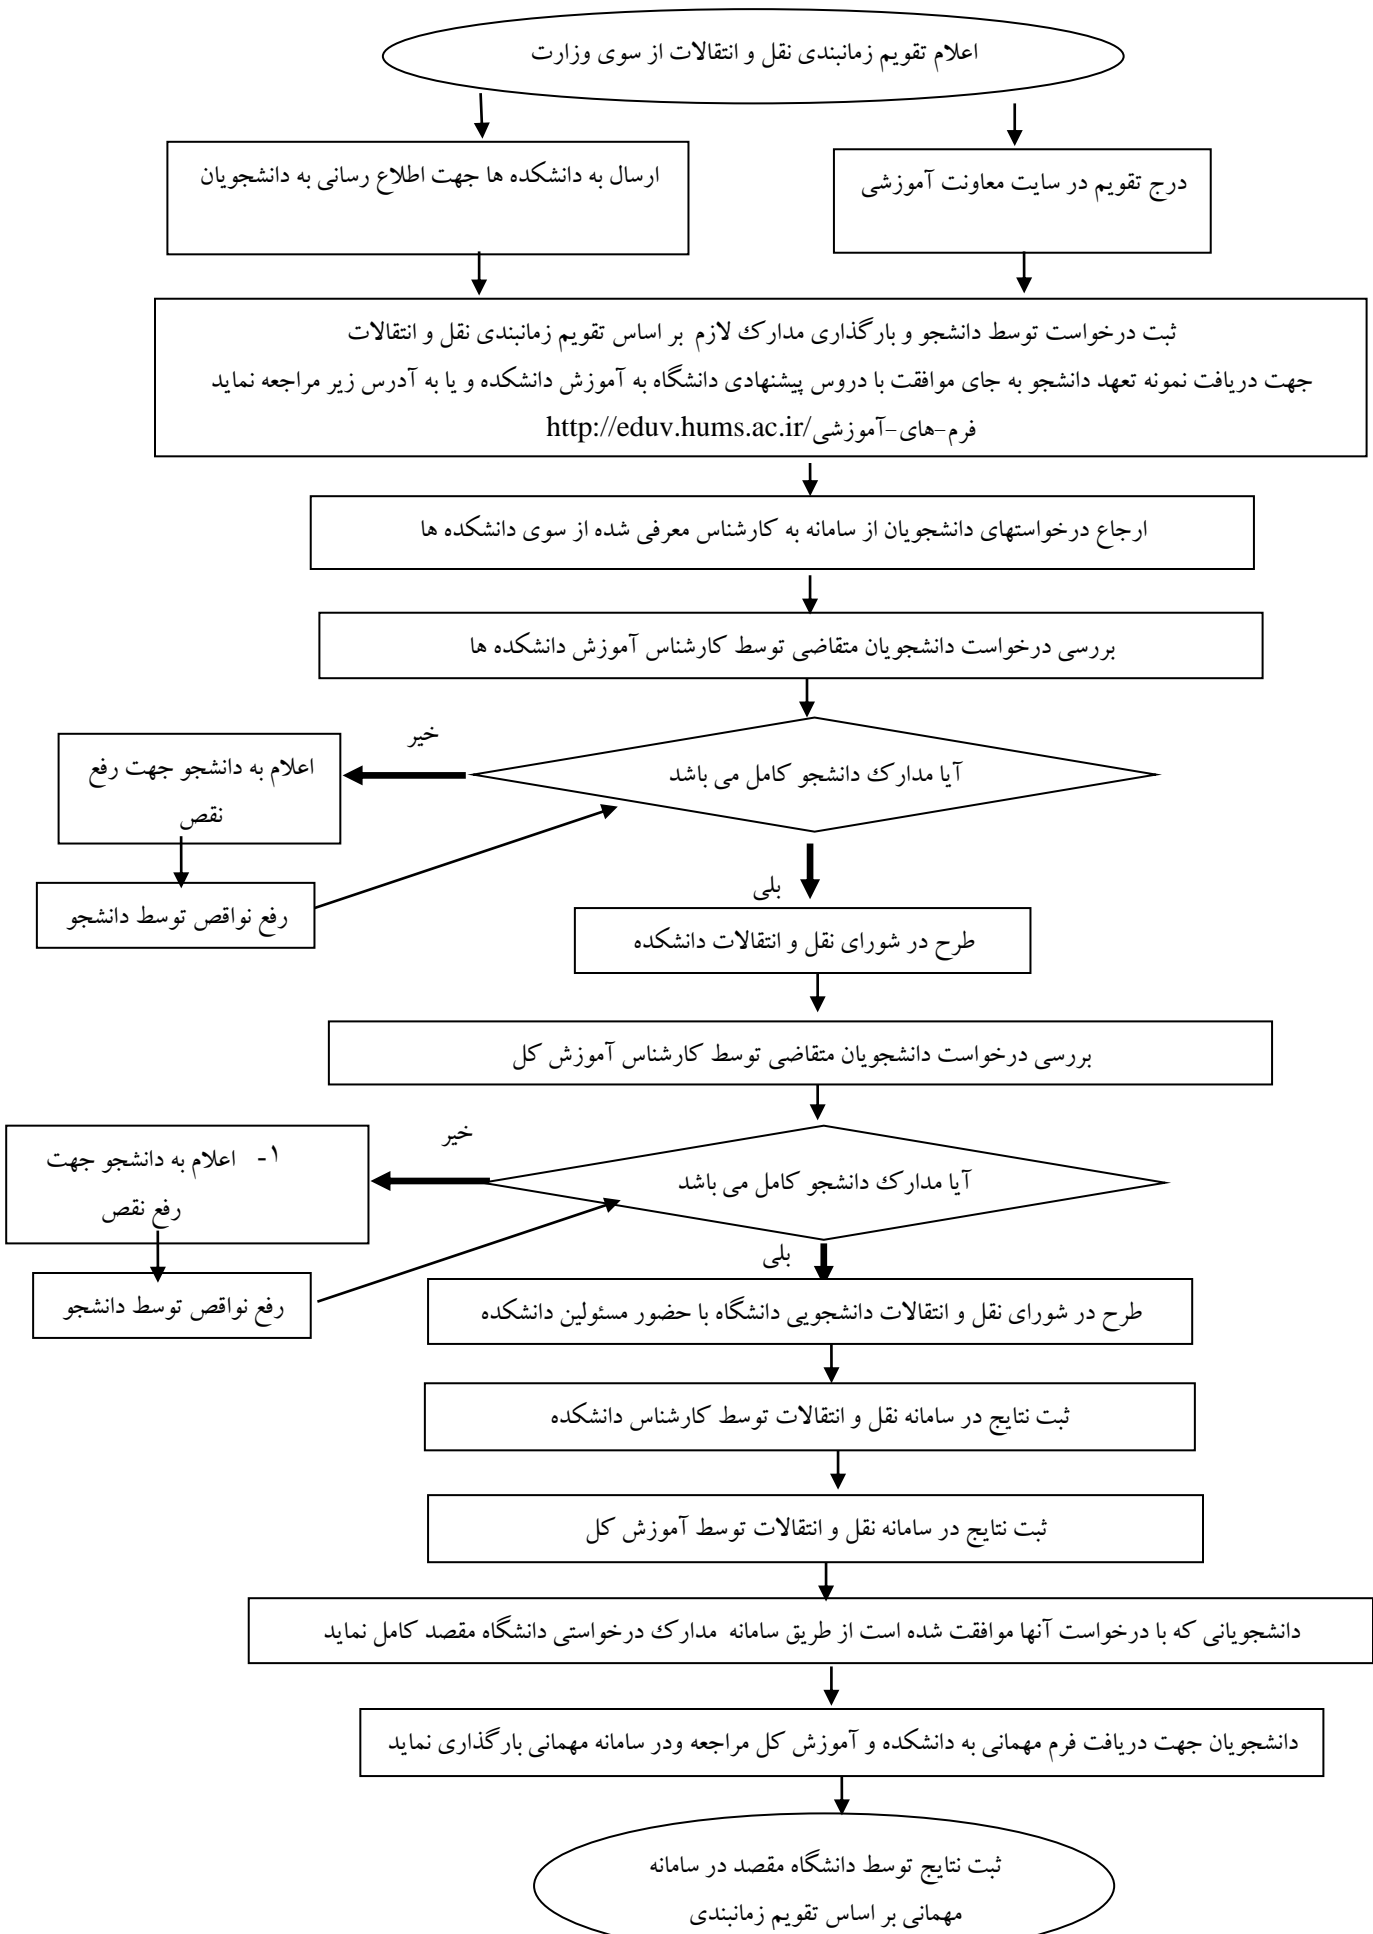 اعلام تقویم زمانبندی نقل و انتقالات از سوی وزارت
درج تقویم در سایت معاونت آموزشی
ارسال به دانشکده ها جهت اطلاع رسانی به دانشجویان
ثبت درخواست توسط دانشجو و بارگذاری مدارک لازم بر اساس تقویم زمانبندی نقل و انتقالات
جهت دریافت نمونه تعهد دانشجو به جای موافقت با دروس پیشنهادی دانشگاه به آموزش دانشکده و یا به آدرس زیر مراجعه نماید
http://eduv.hums.ac.ir/فرم-های-آموزشی
ارجاع درخواستهای دانشجویان از سامانه به کارشناس معرفی شده از سوی دانشکده ها
بررسی درخواست دانشجویان متقاضی توسط کارشناس آموزش دانشکده ها
آیا مدارک دانشجو کامل می باشد
خیر
اعلام به دانشجو جهت رفع
نقص
رفع نواقص توسط دانشجو
بلی
طرح در شورای نقل و انتقالات دانشکده
بررسی درخواست دانشجویان متقاضی توسط کارشناس آموزش کل
آیا مدارک دانشجو کامل می باشد
خیر
۱- اعلام به دانشجو جهت
رفع نقص
رفع نواقص توسط دانشجو
بلی
طرح در شورای نقل و انتقالات دانشجویی دانشگاه با حضور مسئولین دانشکده
ثبت نتایج در سامانه نقل و انتقالات توسط کارشناس دانشکده
ثبت نتایج در سامانه نقل و انتقالات توسط آموزش کل
دانشجویانی که با درخواست آنها موافقت شده است از طریق سامانه مدارک درخواستی دانشگاه مقصد کامل نماید
دانشجویان جهت دریافت فرم مهمانی به دانشکده و آموزش کل مراجعه ودر سامانه مهمانی بارگذاری نماید
ثبت نتایج توسط دانشگاه مقصد در سامانه
مهمانی بر اساس تقویم زمانبندی